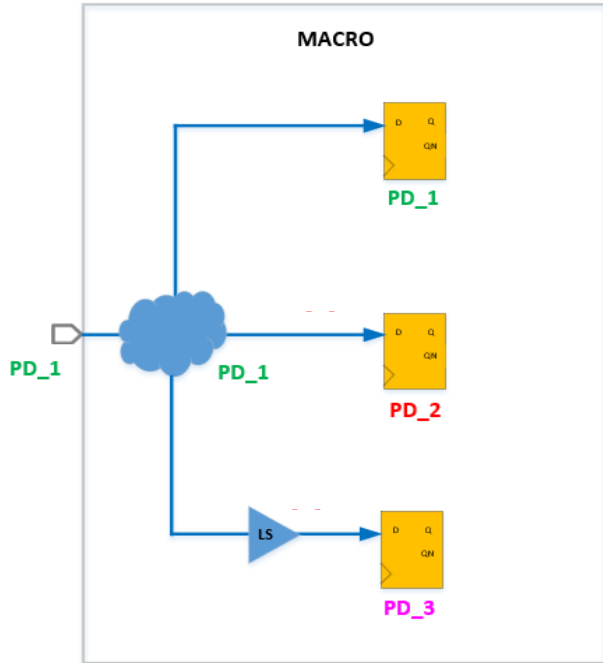 MACRO
D Q
QN
PD_1
D Q
QN
PD_1
PD_1
PD_2
LS
D Q
QN
PD_3